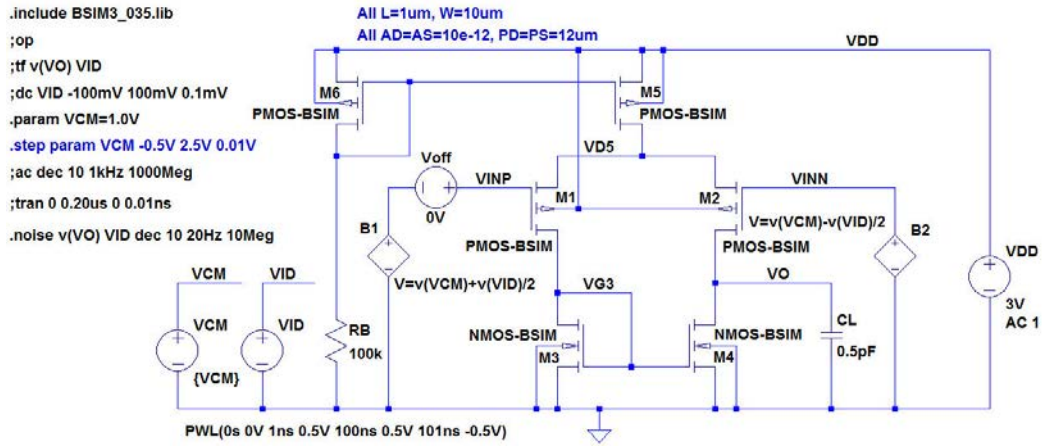 .include BSIM3_035.lib
;op
;tf v(VO) VID
;dc VID -100mV 100mV 0.1mV
.param VCM=1.0V
.step param VCM -0.5V 2.5V 0.01V
;ac dec 10 1kHz 1000Meg
;tran 0 0.20us 0 0.01ns
.noise v(VO) VID dec 10 20Hz 10Meg
All L=1um, W=10um
All AD=AS=10e-12, PD=PS=12um
VDD
M6
PMOS-BSIM
M5
PMOS-BSIM
VD5
Voff
0V
VINP
M1
PMOS-BSIM
M2
PMOS-BSIM
VINN
B1
V=v(VCM)+v(VID)/2
V=v(VCM)-v(VID)/2
B2
VDD
3V
AC 1
VCM
VID
VCM
{VCM}
VID
RB
100k
VG3
VO
NMOS-BSIM
M3
NMOS-BSIM
M4
CL
0.5pF
PWL(0s 0V 1ns 0.5V 100ns 0.5V 101ns -0.5V)